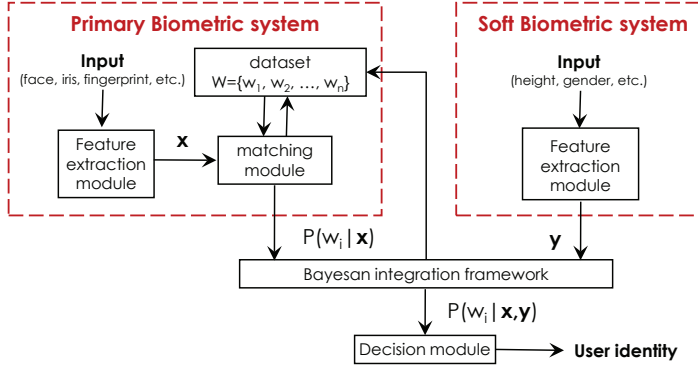 Primary Biometric system
Input
(face, iris, fingerprint, etc.)
dataset
W={w1, w2, ..., wn}
Feature
extraction
module
x
matching
module
P(wi|x)
Soft Biometric system
Input
(height, gender, etc.)
Feature
extraction
module
y
Bayesan integration framework
P(wi|x,y)
Decision module
User identity